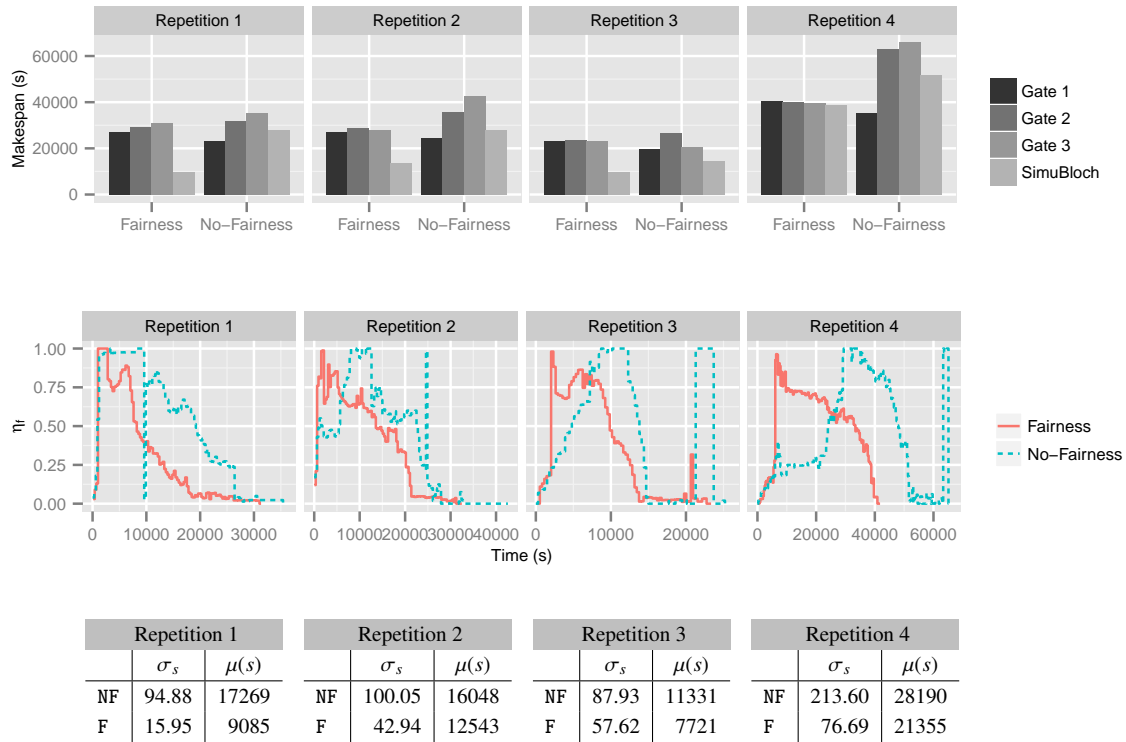 Repetition 1 Repetition 2 Repetition 3 Repetition 4
Makespan (s)
60000
40000
20000
0
Fairness No−Fairness Fairness No−Fairness Fairness No−Fairness Fairness No−Fairness
Gate 1
Gate 2
Gate 3
SimuBloch
Repetition 1 Repetition 2 Repetition 3 Repetition 4
ηf
1.00
0.75
0.50
0.25
0.00
0 10000 20000 30000 0 10000 20000 30000 40000 0 10000 20000 0 20000 40000 60000
Time (s)
Fairness
No−Fairness
Repetition 1 Repetition 2 Repetition 3 Repetition 4
σs μ(s) σs μ(s) σs μ(s) σs μ(s)
NF 94.88 17269 NF 100.05 16048 NF 87.93 11331 NF 213.60 28190
F 15.95 9085 F 42.94 12543 F 57.62 7721 F 76.69 21355